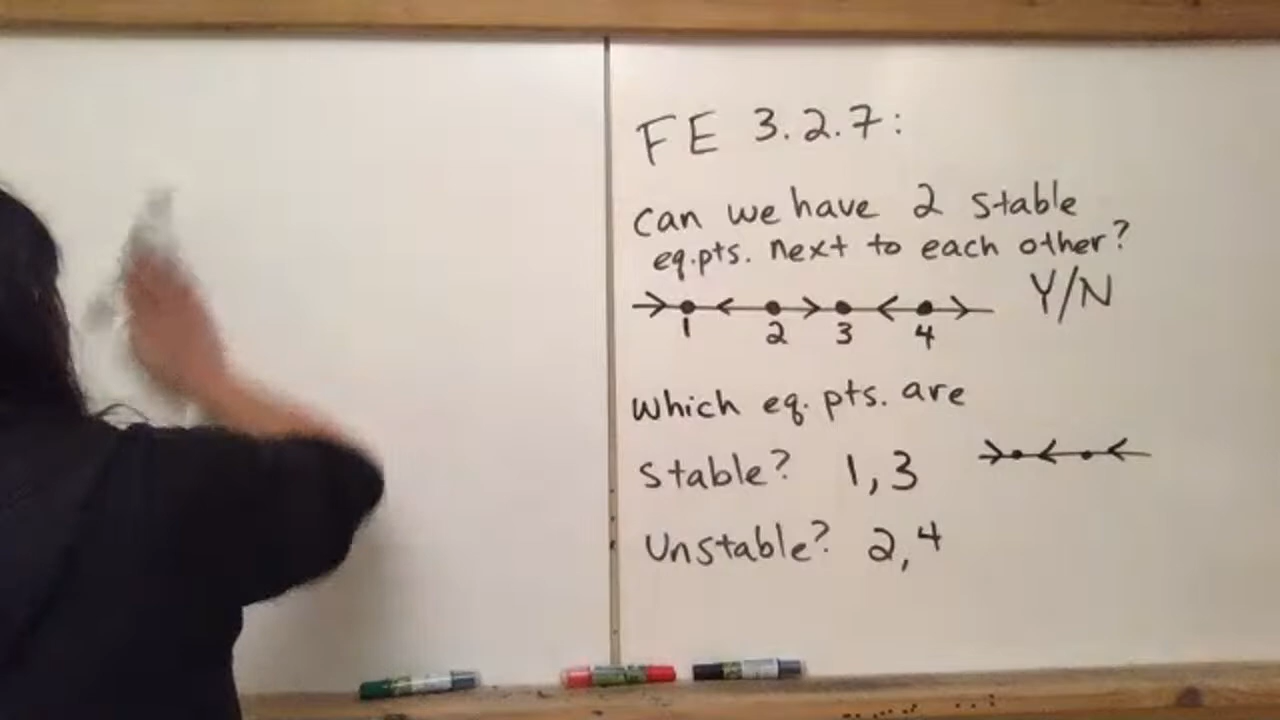 FE 3.2.7:
Can we have 2 stable
eq.pts. next to each other?
Y/N
1 2 3 4
Which eq. pts. are
Stable? 1,3
Unstable? 2,4